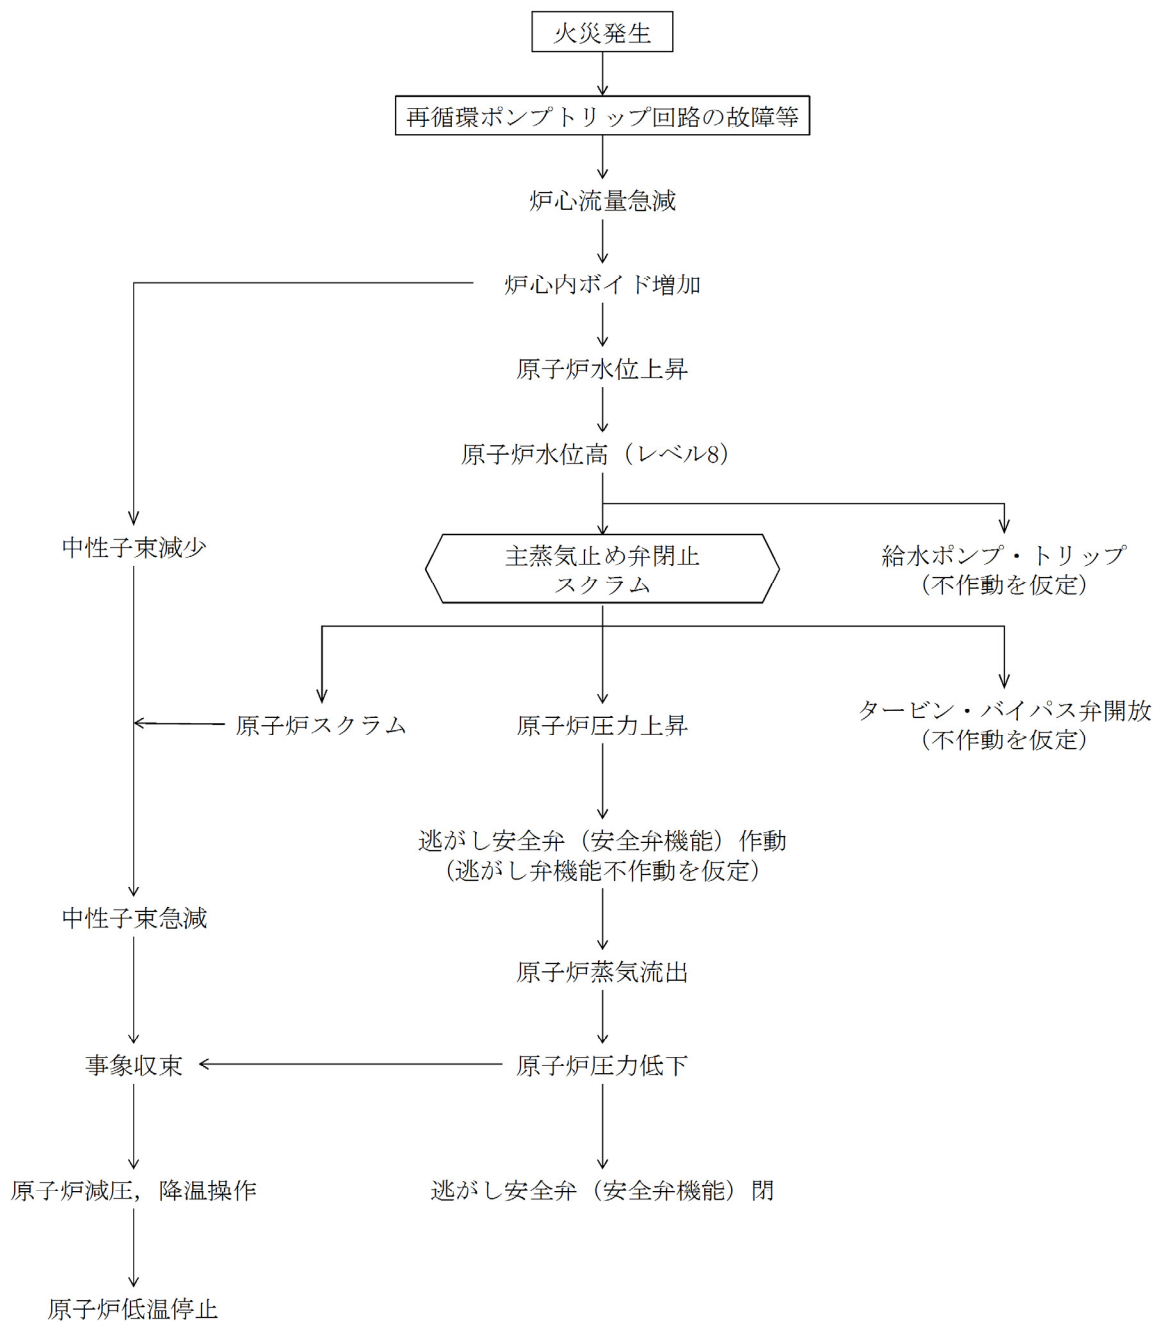 火災発生
再循環ポンプトリップ回路の故障等
炉心流量急減
炉心内ボイド増加
原子炉水位上昇
原子炉水位高（レベル8）
中性子束減少
主蒸気止め弁閉止
スクラム
給水ポンプ・トリップ
（不作動を仮定）
原子炉スクラム
原子炉圧力上昇
タービン・バイパス弁開放
（不作動を仮定）
逃がし安全弁（安全弁機能）作動
（逃がし弁機能不作動を仮定）
中性子束急減
原子炉蒸気流出
事象収束
原子炉圧力低下
原子炉減圧，降温操作
逃がし安全弁（安全弁機能）閉
原子炉低温停止